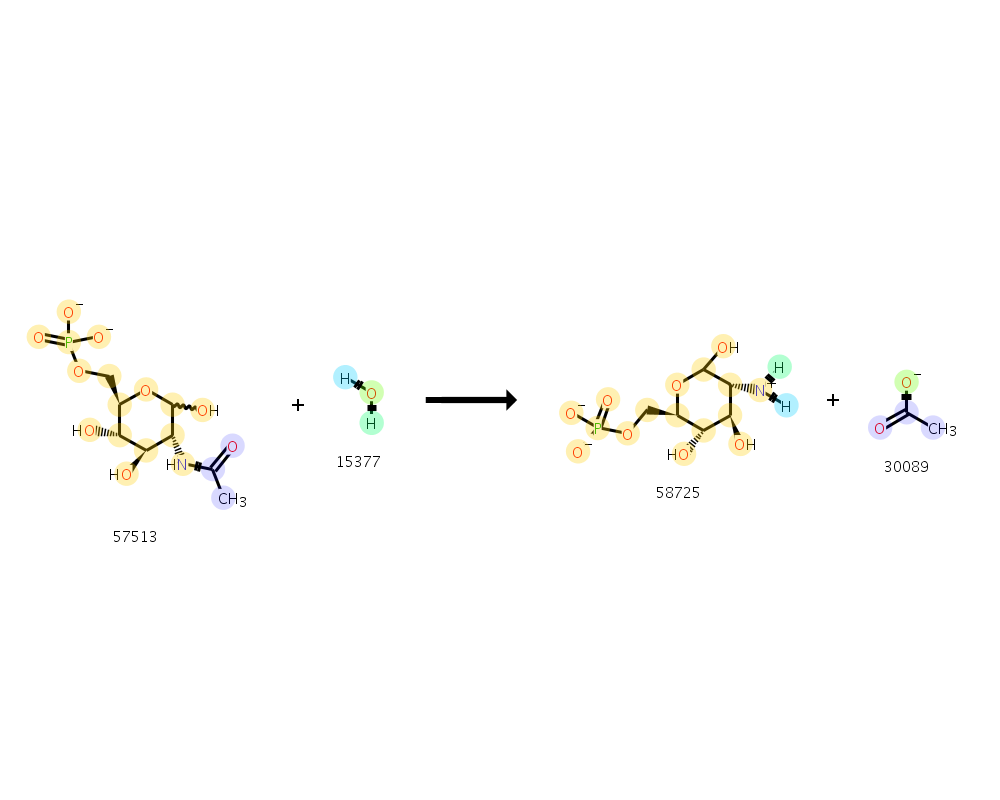 O⁻
O P O⁻
O O
HO OH
HO HN O
CH3
57513
+
H O
H
15377
OH H
O N+ H
O⁻ O
P O
O⁻ HO OH
58725
+
O⁻
O CH3
30089